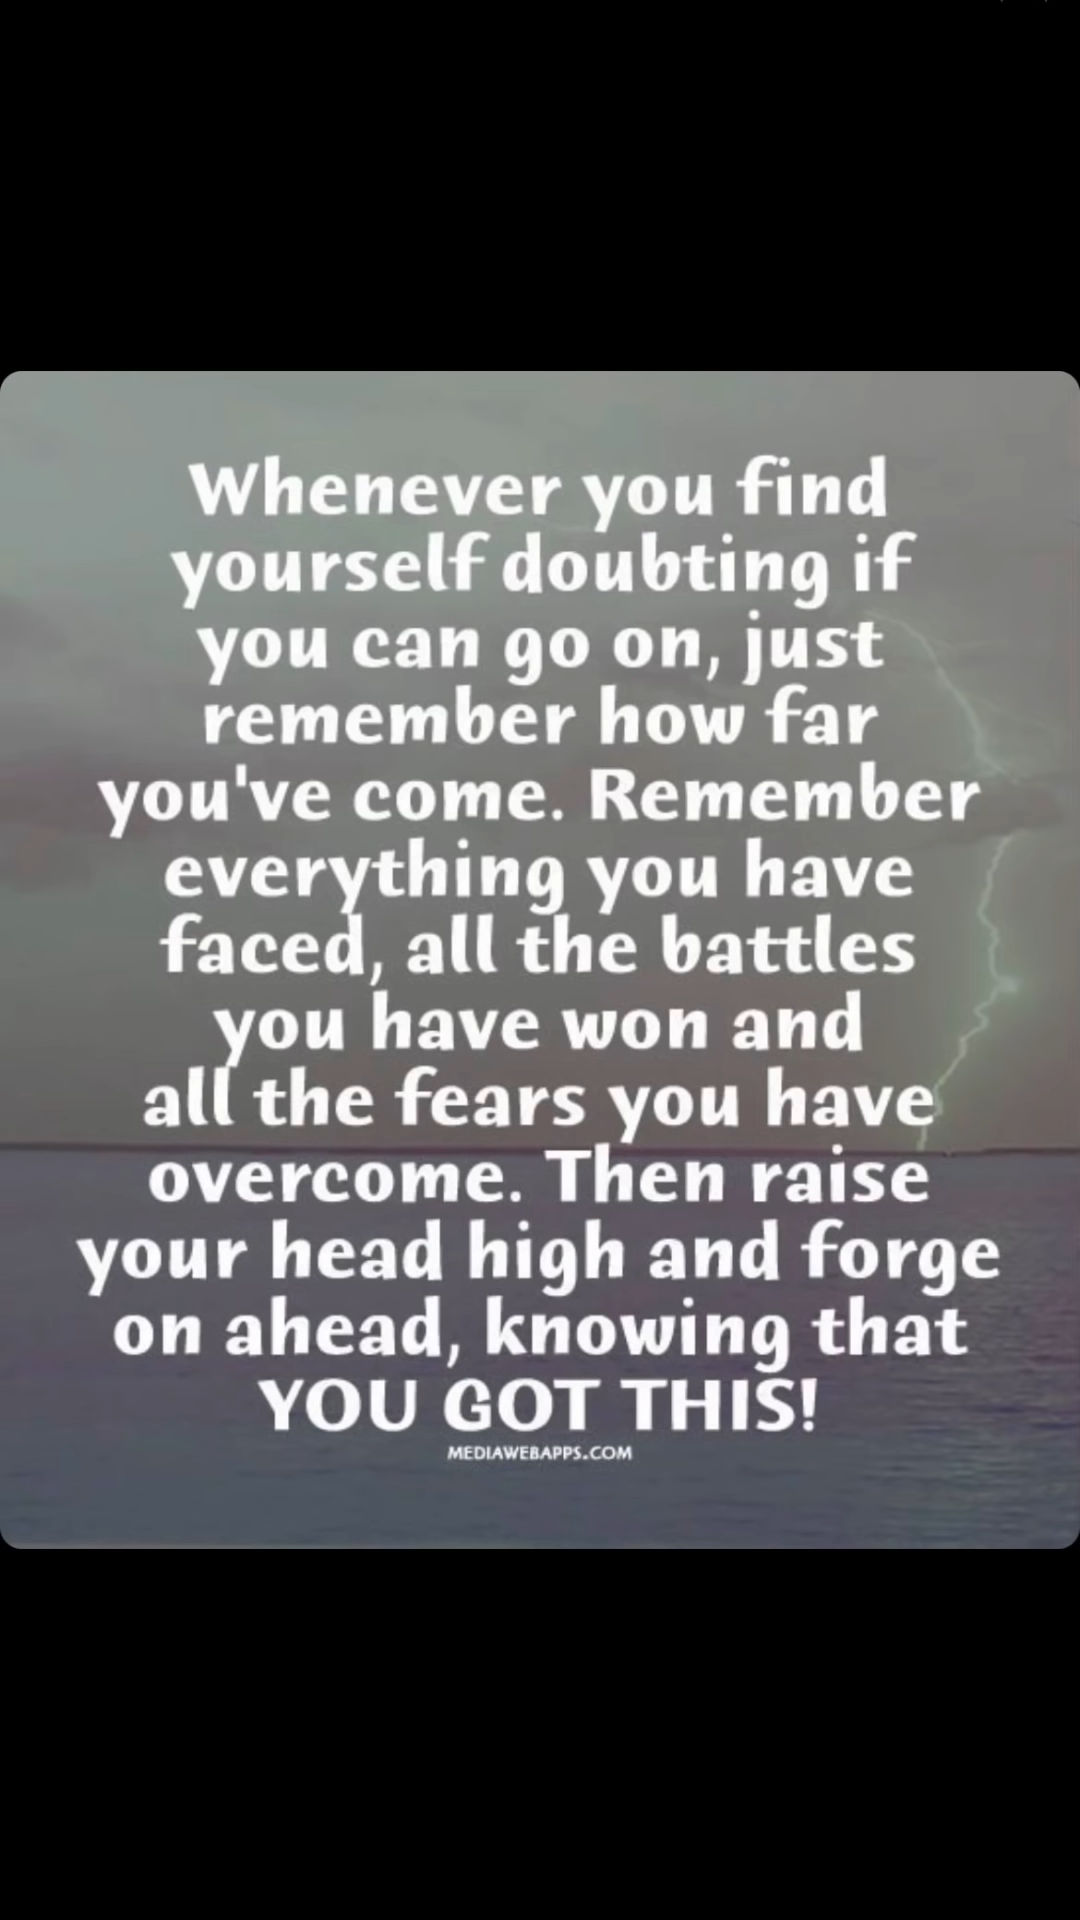 Whenever you find
yourself doubting if
you can go on, just
remember how far
you've come. Remember
everything you have
faced, all the battles
you have won and
all the fears you have
overcome. Then raise
your head high and forge
on ahead, knowing that
YOU GOT THIS!
MEDIAWEBAPPS.COM